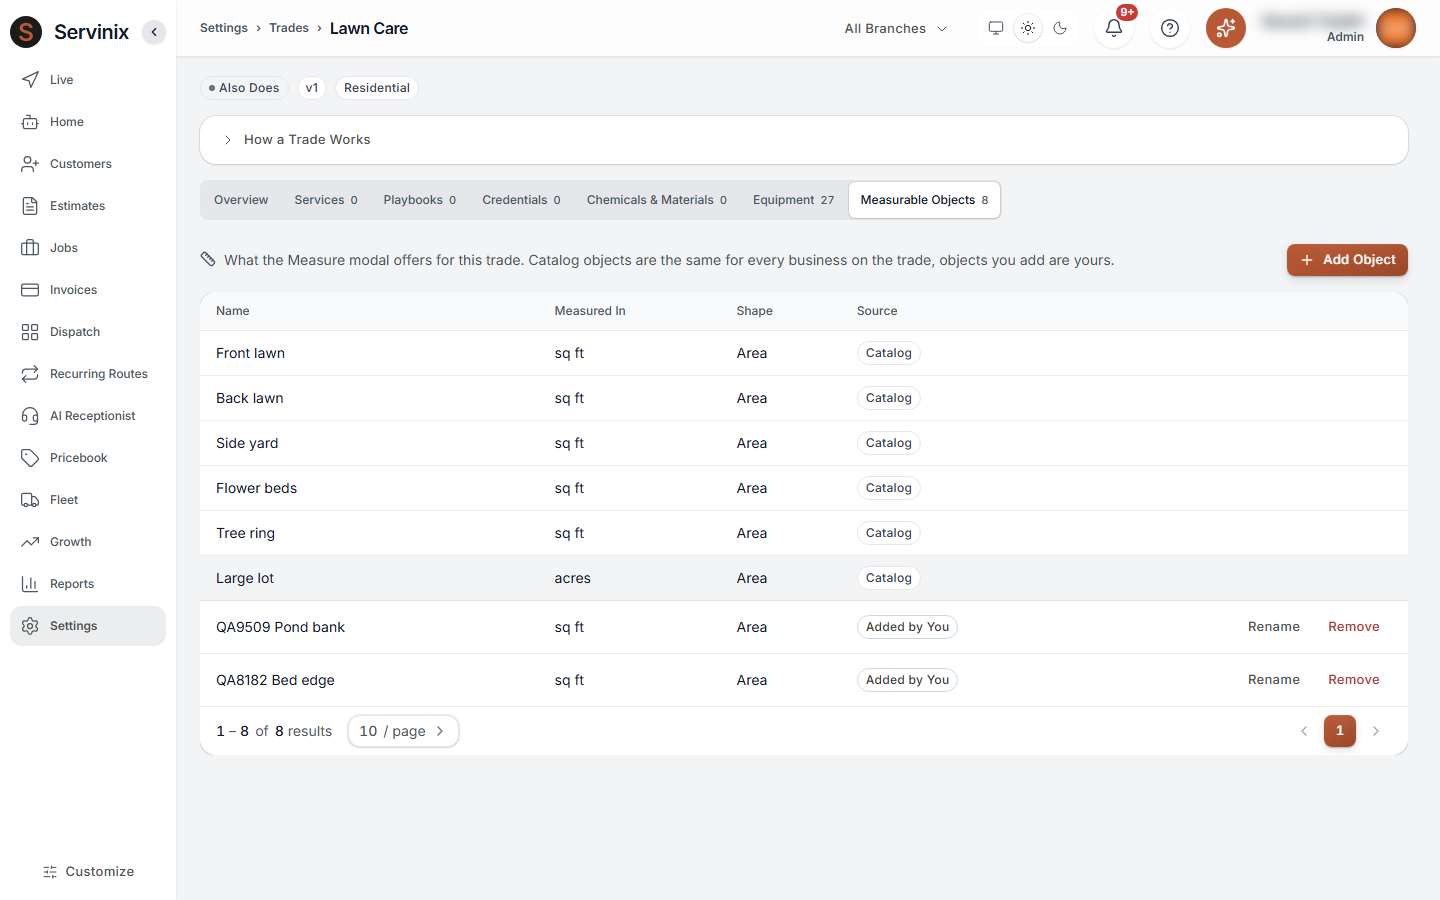 Servinix
Settings > Trades > Lawn Care
All Branches
9+
Admin
Live
Home
Customers
Estimates
Jobs
Invoices
Dispatch
Recurring Routes
AI Receptionist
Pricebook
Fleet
Growth
Reports
Settings
Customize
Also Does
v1
Residential
How a Trade Works
Overview
Services 0
Playbooks 0
Credentials 0
Chemicals & Materials 0
Equipment 27
Measurable Objects 8
What the Measure modal offers for this trade. Catalog objects are the same for every business on the trade, objects you add are yours.
+ Add Object
Name Measured In Shape Source
Front lawn sq ft Area Catalog
Back lawn sq ft Area Catalog
Side yard sq ft Area Catalog
Flower beds sq ft Area Catalog
Tree ring sq ft Area Catalog
Large lot acres Area Catalog
QA9509 Pond bank sq ft Area Added by You Rename Remove
QA8182 Bed edge sq ft Area Added by You Rename Remove
1 – 8 of 8 results 10 / page 1